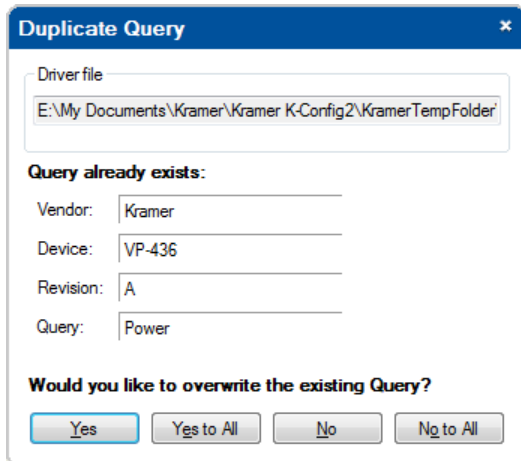 Duplicate Query
Driver file
E:\My Documents\Kramer\Kramer K-Config2\KramerTempFolder\
Query already exists:
Vendor: Kramer
Device: VP-436
Revision: A
Query: Power
Would you like to overwrite the existing Query?
Yes Yes to All No No to All